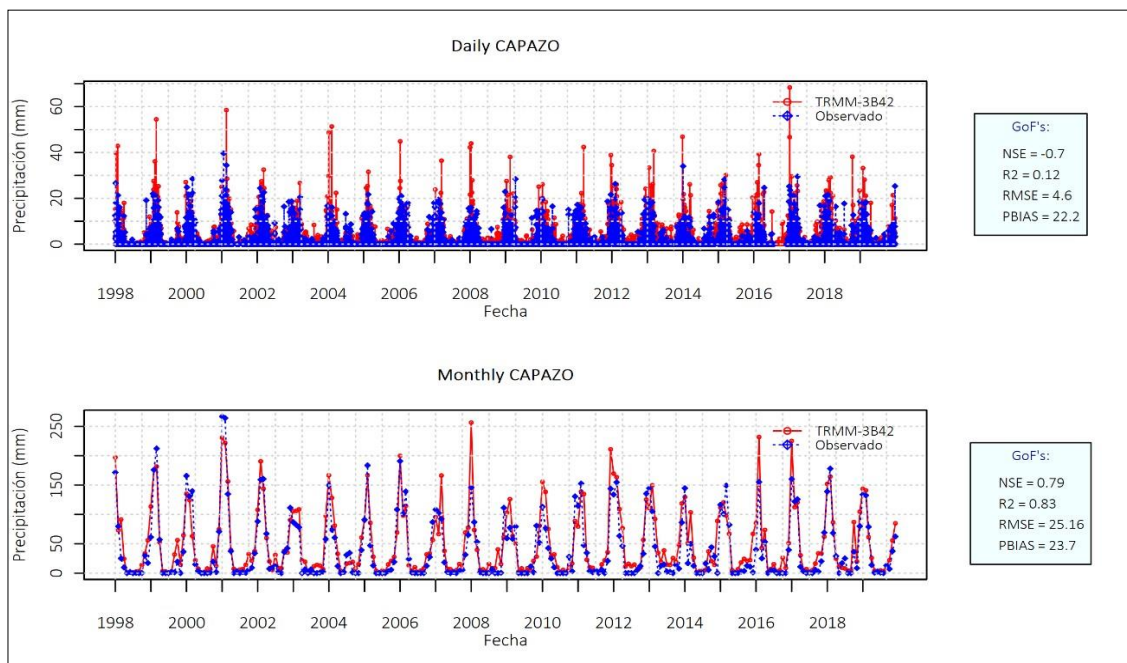 Daily CAPAZO
Precipitación (mm)
60
40
20
0
TRMM-3B42
Observado
1998 2000 2002 2004 2006 2008 2010 2012 2014 2016 2018
Fecha
GoF's:
NSE = -0.7
R2 = 0.12
RMSE = 4.6
PBIAS = 22.2
Monthly CAPAZO
Precipitación (mm)
250
150
50
0
TRMM-3B42
Observado
1998 2000 2002 2004 2006 2008 2010 2012 2014 2016 2018
Fecha
GoF's:
NSE = 0.79
R2 = 0.83
RMSE = 25.16
PBIAS = 23.7